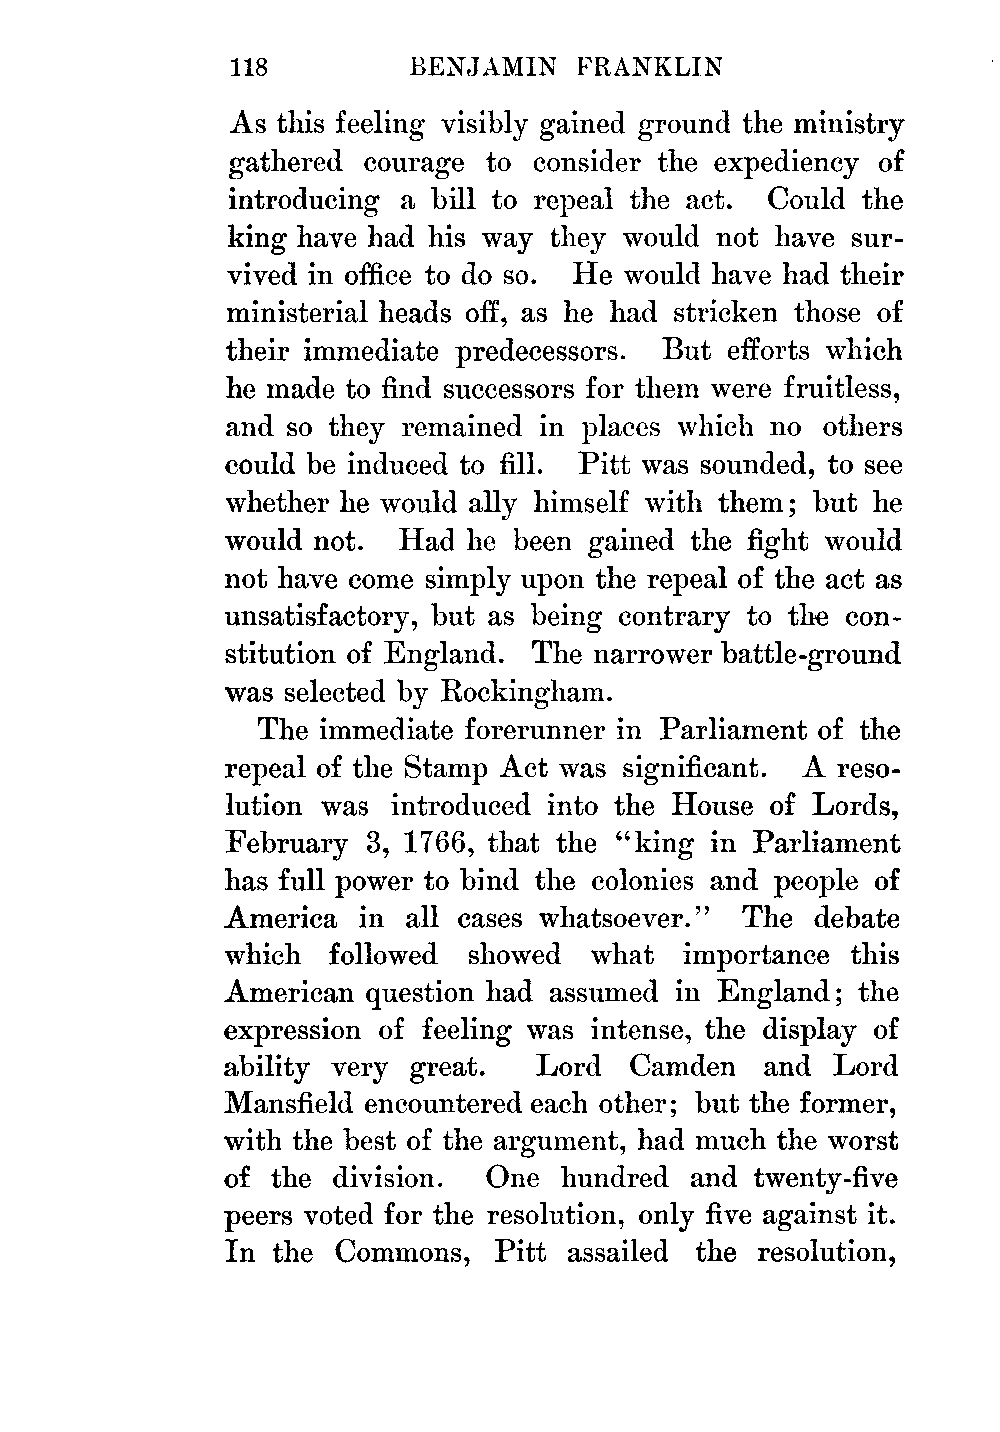 118 BENJAMIN FRANKLIN
As this feeling visibly gained ground the ministry
gathered courage to consider the expediency of
introducing a bill to repeal the act. Could the
king have had his way they would not have sur-
vived in office to do so. He would have had their
ministerial heads off, as he had stricken those of
their immediate predecessors. But efforts which
he made to find successors for them were fruitless,
and so they remained in places which no others
could be induced to fill. Pitt was sounded, to see
whether he would ally himself with them; but he
would not. Had he been gained the fight would
not have come simply upon the repeal of the act as
unsatisfactory, but as being contrary to the con-
stitution of England. The narrower battle-ground
was selected by Rockingham.
The immediate forerunner in Parliament of the
repeal of the Stamp Act was significant. A reso-
lution was introduced into the House of Lords,
February 3, 1766, that the "king in Parliament
has full power to bind the colonies and people of
America in all cases whatsoever." The debate
which followed showed what importance this
American question had assumed in England; the
expression of feeling was intense, the display of
ability very great. Lord Camden and Lord
Mansfield encountered each other; but the former,
with the best of the argument, had much the worst
of the division. One hundred and twenty-five
peers voted for the resolution, only five against it.
In the Commons, Pitt assailed the resolution,